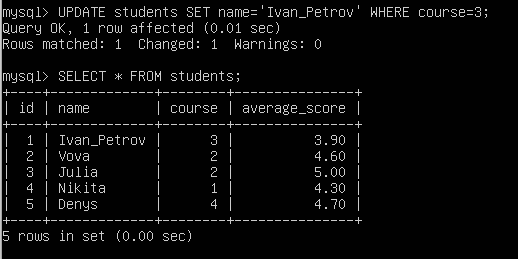 mysql> UPDATE students SET name='Ivan_Petrov' WHERE course=3;
Query OK, 1 row affected (0.01 sec)
Rows matched: 1  Changed: 1  Warnings: 0

mysql> SELECT * FROM students;
+----+-------------+--------+---------------+
| id | name        | course | average_score |
+----+-------------+--------+---------------+
|  1 | Ivan_Petrov |      3 |          3.90 |
|  2 | Vova        |      2 |          4.60 |
|  3 | Julia       |      2 |          5.00 |
|  4 | Nikita      |      1 |          4.30 |
|  5 | Denys       |      4 |          4.70 |
+----+-------------+--------+---------------+
5 rows in set (0.00 sec)